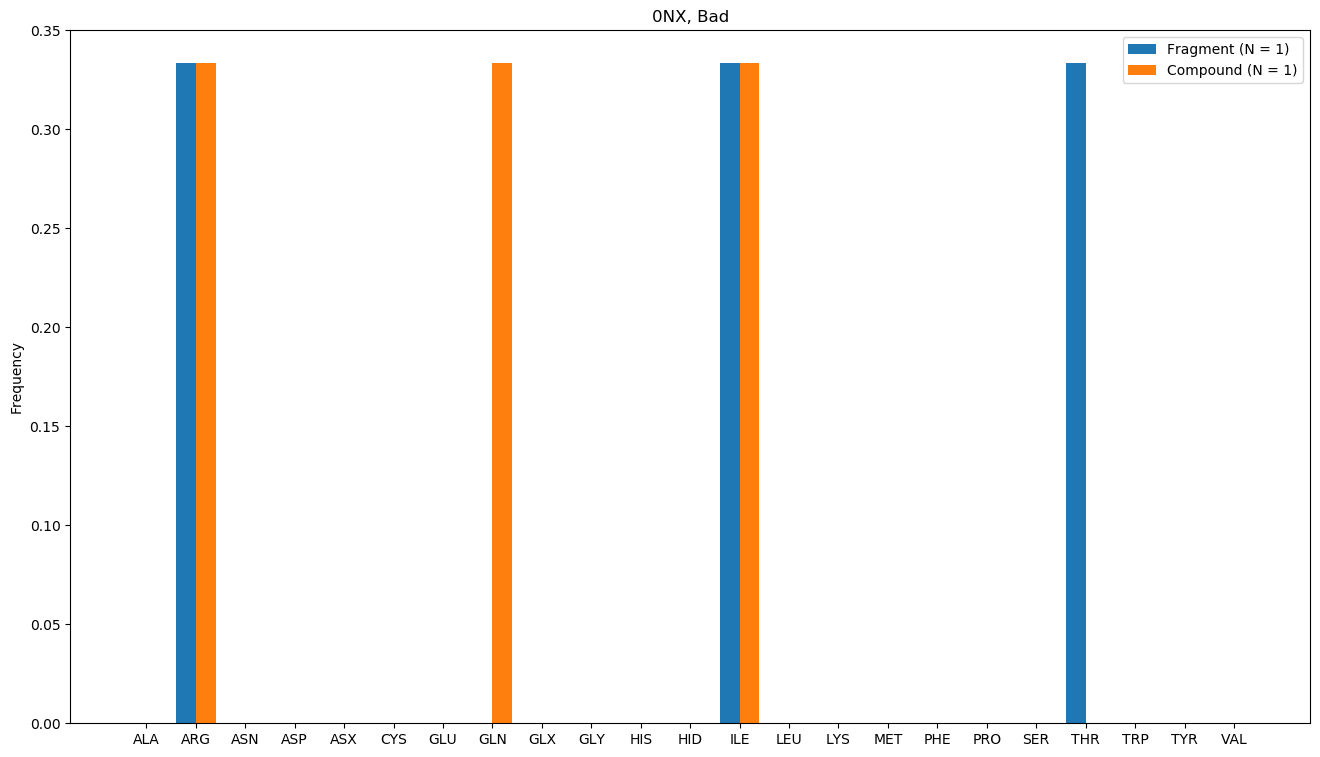 0NX, Bad
Fragment (N = 1)
Compound (N = 1)
Frequency
0.35
0.30
0.25
0.20
0.15
0.10
0.05
0.00
ALA ARG ASN ASP ASX CYS GLU GLN GLX GLY HIS HID ILE LEU LYS MET PHE PRO SER THR TRP TYR VAL